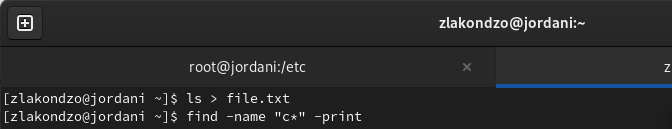 zlakondzo@jordani:~
root@jordani:/etc
z
[zlakondzo@jordani ~]$ ls > file.txt
[zlakondzo@jordani ~]$ find -name "c*" -print